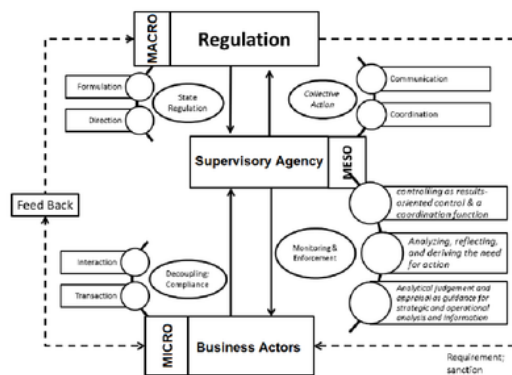 MACRO
Regulation
Formulation
Direction
State
Regulation
Collective
Action
Communication
Coordination
Supervisory Agency
MESO
Feed Back
controlling as results-
oriented control & a
coordination function
Analyzing, reflecting,
and deriving the need
for action
Analytical judgement and
appraisal as guidance for
strategic and operational
analysis and information
Interaction
Transaction
Decoupling;
Compliance
Monitoring &
Enforcement
MICRO
Business Actors
Requirement;
sanction